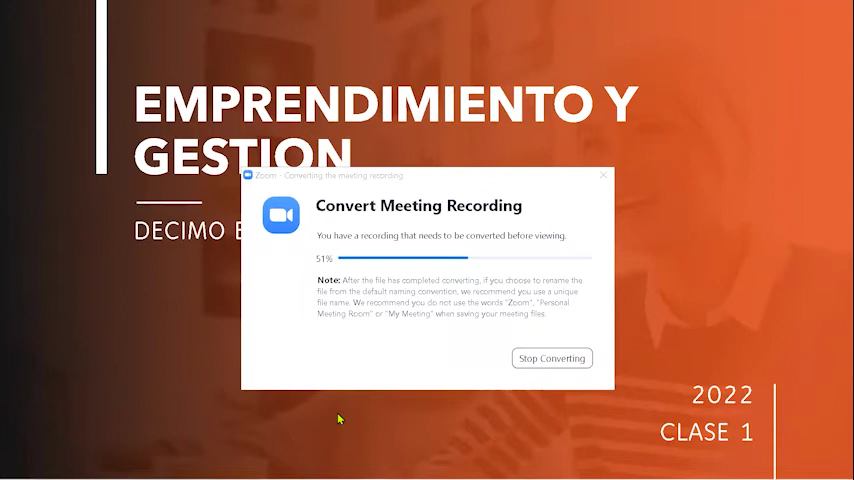 EMPRENDIMIENTO Y
GESTION
DECIMO E
Zoom - Converting the meeting recording
Convert Meeting Recording
You have a recording that needs to be converted before viewing.
51%
Note: After the file has completed converting, if you choose to rename the
file from the default naming convention, we recommend you use a unique
file name. We recommend you do not use the words "Zoom", "Personal
Meeting Room" or "My Meeting" when saving your meeting files.
Stop Converting
2022
CLASE 1